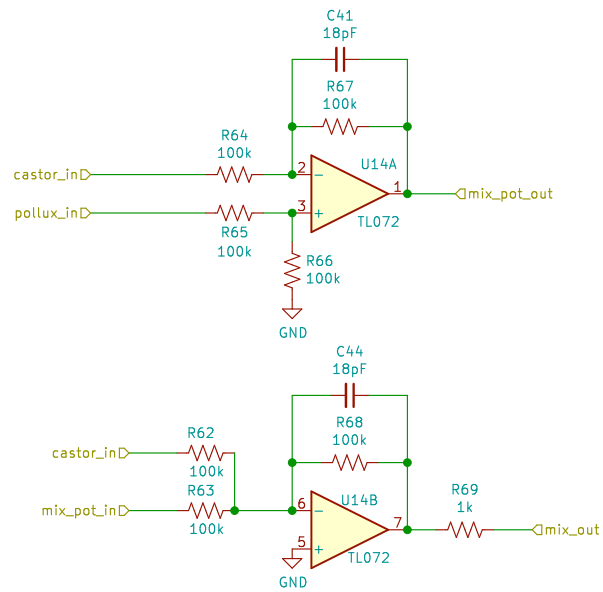 C41
18pF
R67
100k
R64
100k
U14A
castor_in
2
−
1
mix_pot_out
pollux_in
3
+
R65
100k
TL072
R66
100k
GND
C44
18pF
R68
100k
R62
castor_in
100k
R63
mix_pot_in
100k
6
−
U14B
7
R69
1k
mix_out
5
+
TL072
GND